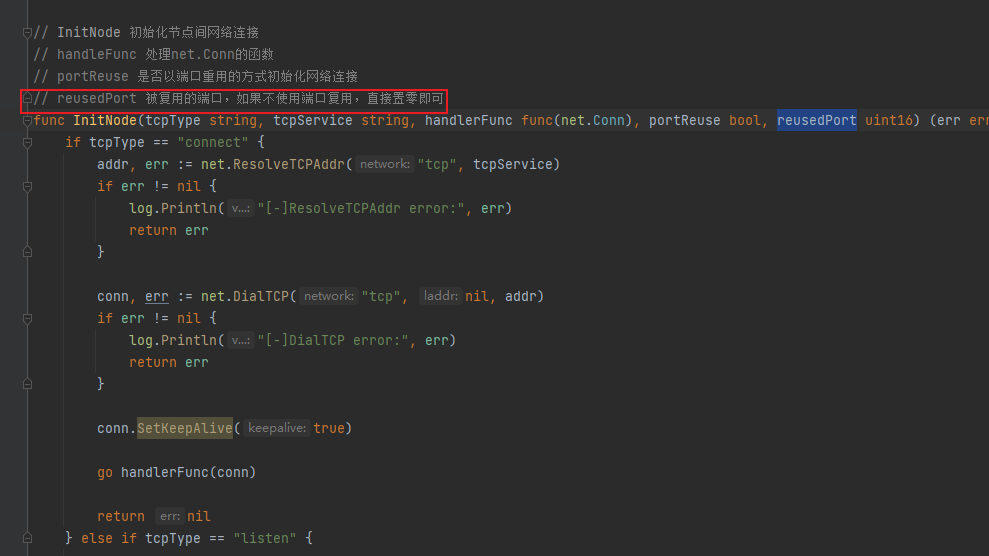 // InitNode 初始化节点间网络连接
// handleFunc 处理net.Conn的函数
// portReuse 是否以端口重用的方式初始化网络连接
// reusedPort 被复用的端口，如果不使用端口复用，直接置零即可
func InitNode(tcpType string, tcpService string, handlerFunc func(net.Conn), portReuse bool, reusedPort uint16) (err err
if tcpType == "connect" {
addr, err := net.ResolveTCPAddr( network: "tcp", tcpService)
if err != nil {
log.Println( v...: "[-]ResolveTCPAddr error:", err)
return err
}
conn, err := net.DialTCP( network: "tcp", laddr: nil, addr)
if err != nil {
log.Println( v...: "[-]DialTCP error:", err)
return err
}
conn.SetKeepAlive( keepalive: true)
go handlerFunc(conn)
return err: nil
} else if tcpType == "listen" {